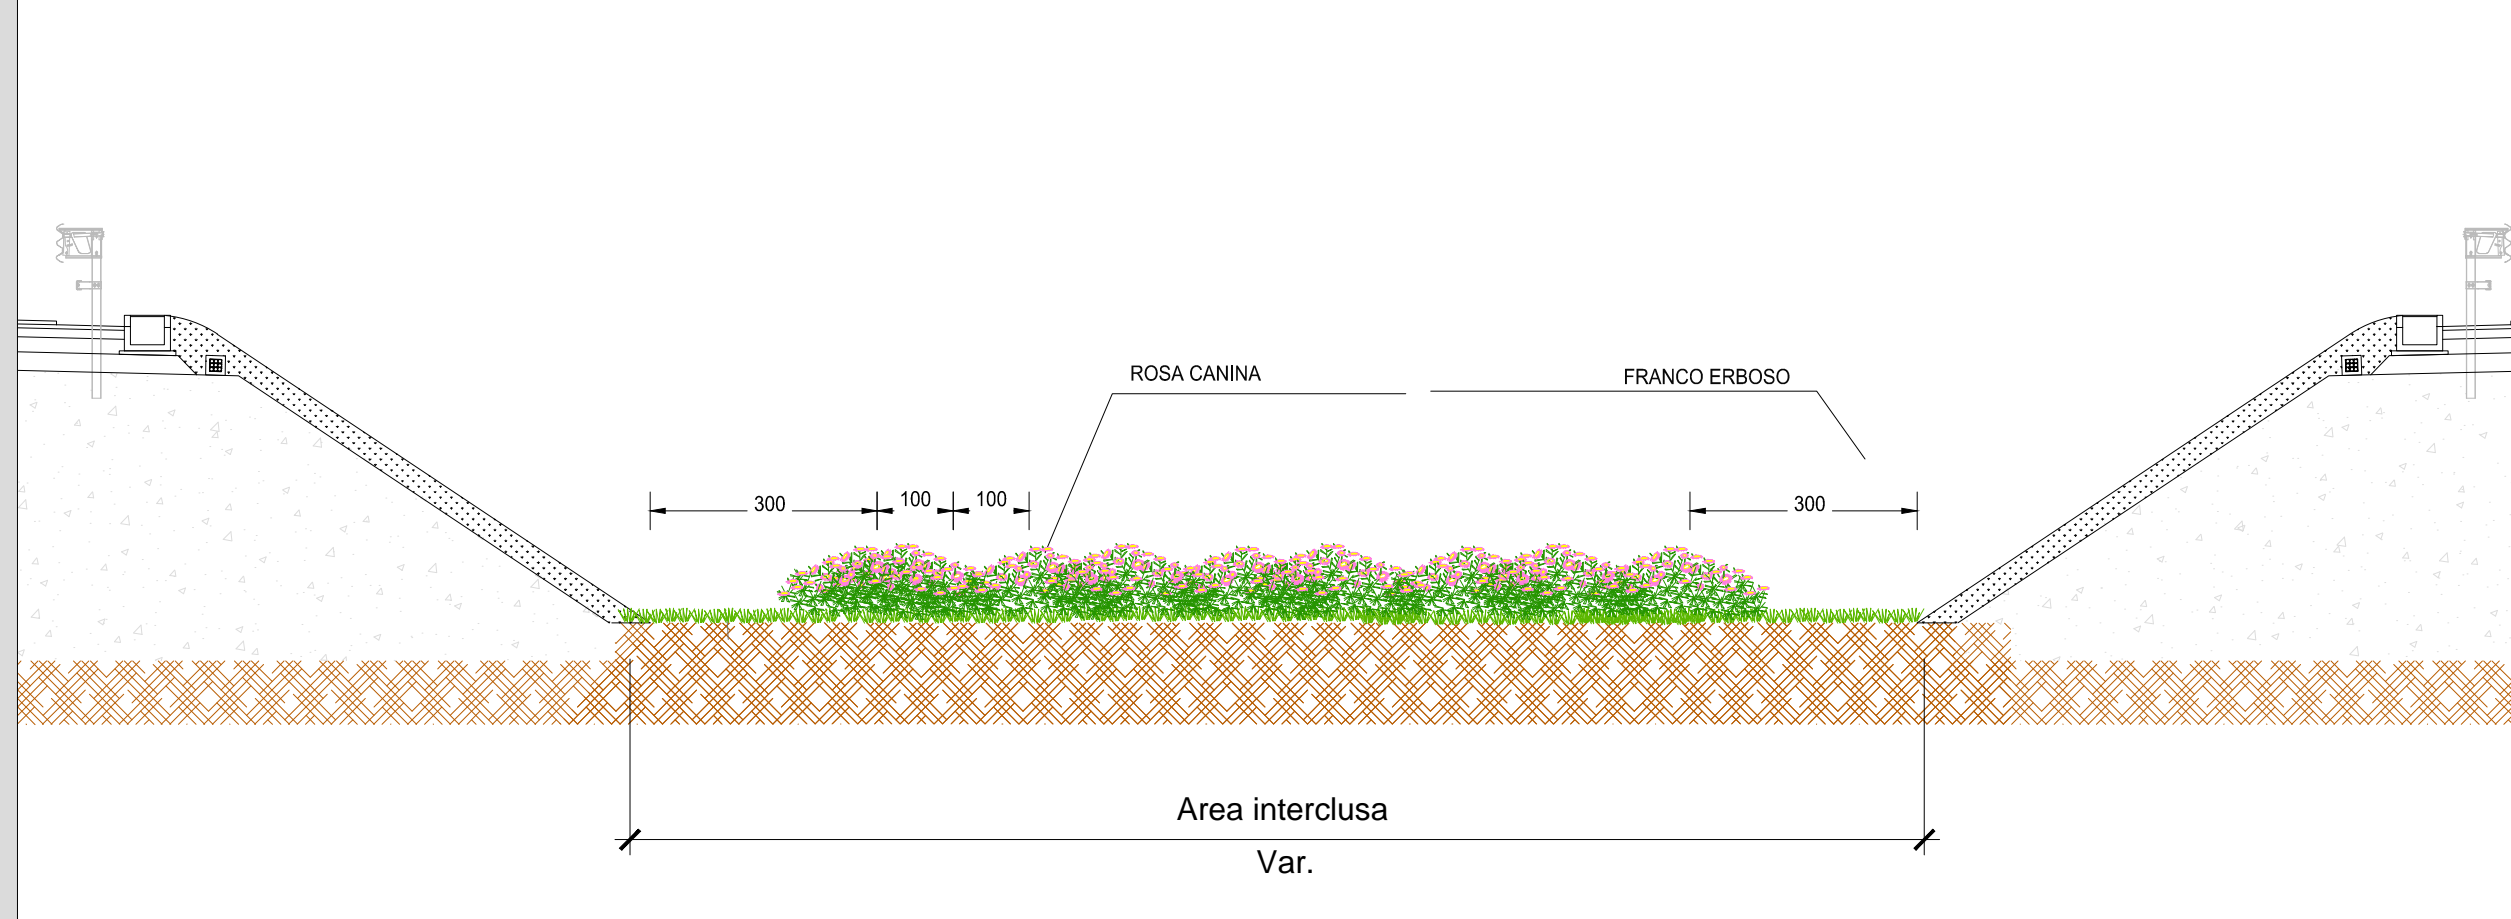 ROSA CANINA
FRANCO ERBOSO
300
100
100
300
Area interclusa
Var.